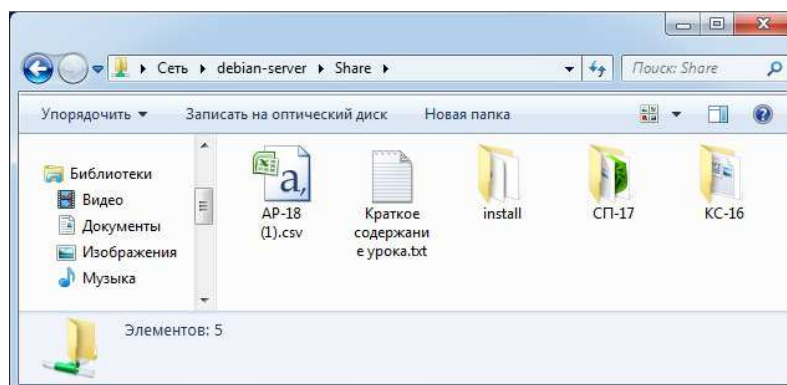 Сеть debian-server Share
Поиск: Share
Упорядочить Записать на оптический диск Новая папка
Библиотеки
Видео
Документы
Изображения
Музыка
АР-18
(1).csv
Краткое
содержани
е урока.txt
install
СП-17
КС-16
Элементов: 5